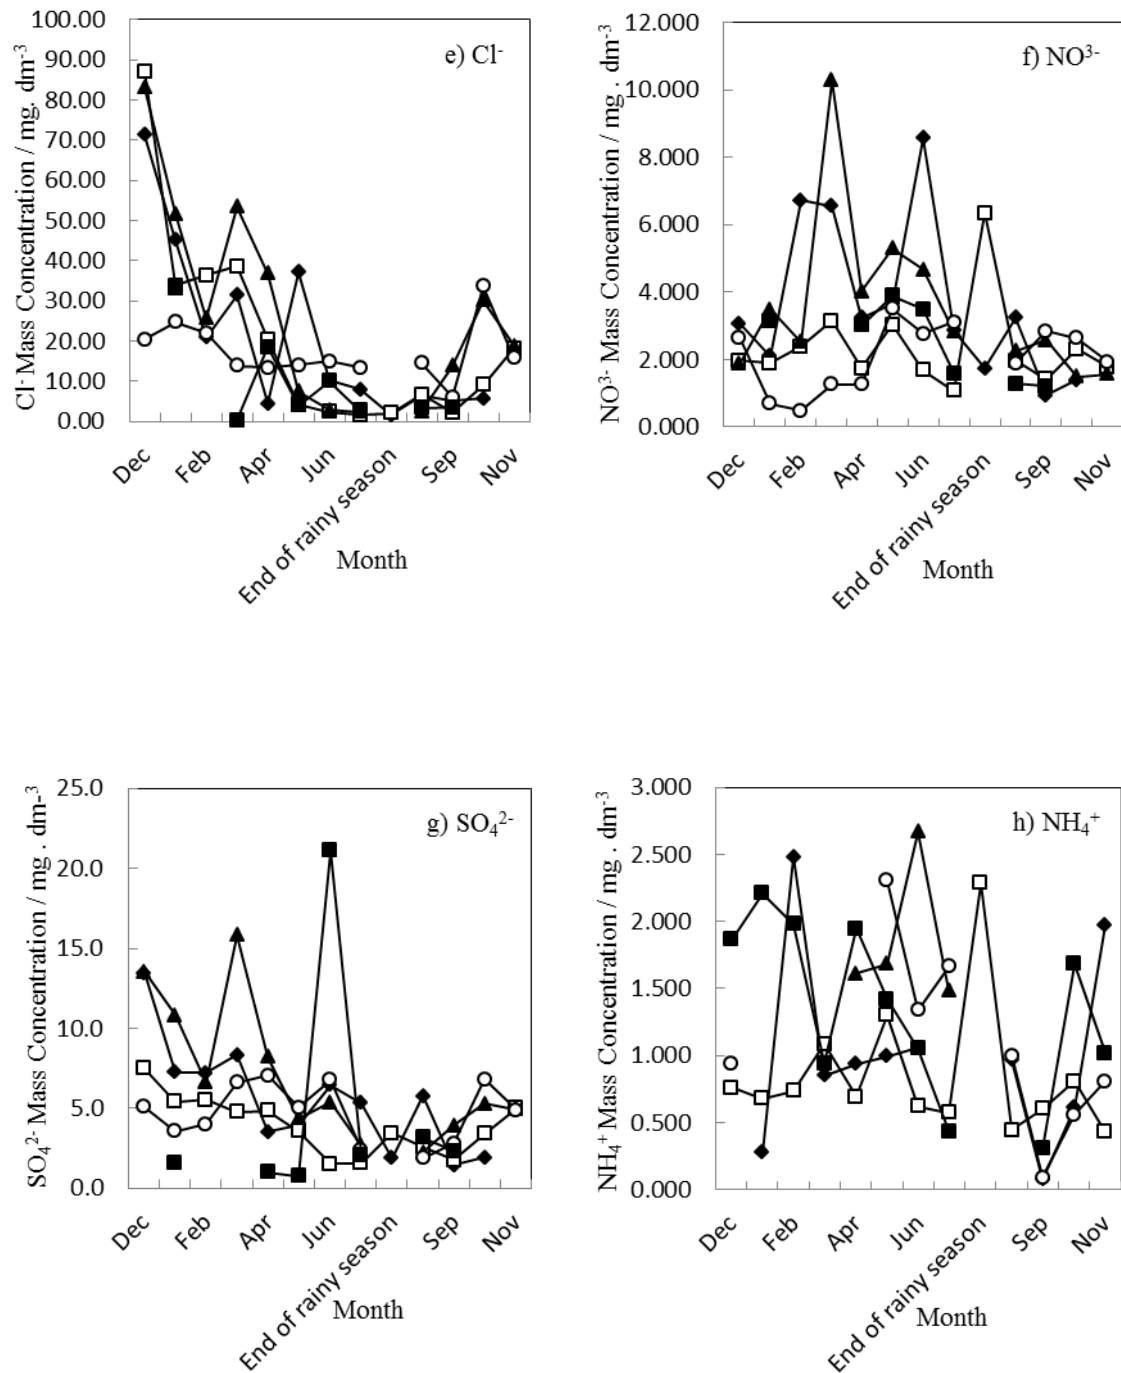 e) Cl⁻
Cl⁻ Mass Concentration / mg. dm⁻³
100.00
90.00
80.00
70.00
60.00
50.00
40.00
30.00
20.00
10.00
0.00
Dec
Feb
Apr
Jun
End of rainy season
Sep
Nov
Month
f) NO³⁻
NO³⁻ Mass Concentration / mg . dm⁻³
12.000
10.000
8.000
6.000
4.000
2.000
0.000
Dec
Feb
Apr
Jun
End of rainy season
Sep
Nov
Month
g) SO₄²⁻
SO₄²⁻ Mass Concentration / mg . dm-³
25.0
20.0
15.0
10.0
5.0
0.0
Dec
Feb
Apr
Jun
End of rainy season
Sep
Nov
Month
h) NH₄⁺
NH₄⁺ Mass Concentration / mg . dm⁻³
3.000
2.500
2.000
1.500
1.000
0.500
0.000
Dec
Feb
Apr
Jun
End of rainy season
Sep
Nov
Month